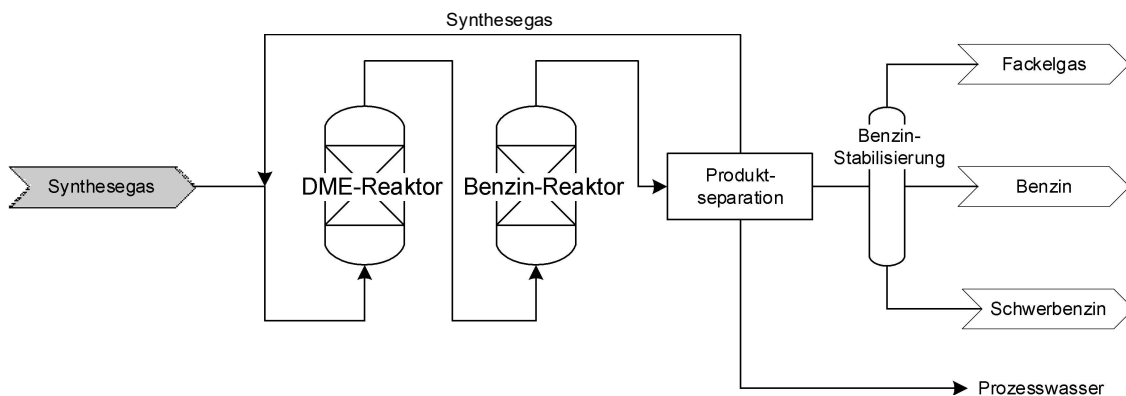 Synthesegas
Fackelgas
Benzin-
Stabilisierung
Synthesegas
DME-Reaktor
Benzin-Reaktor
Produkt-
separation
Benzin
Schwerbenzin
Prozesswasser